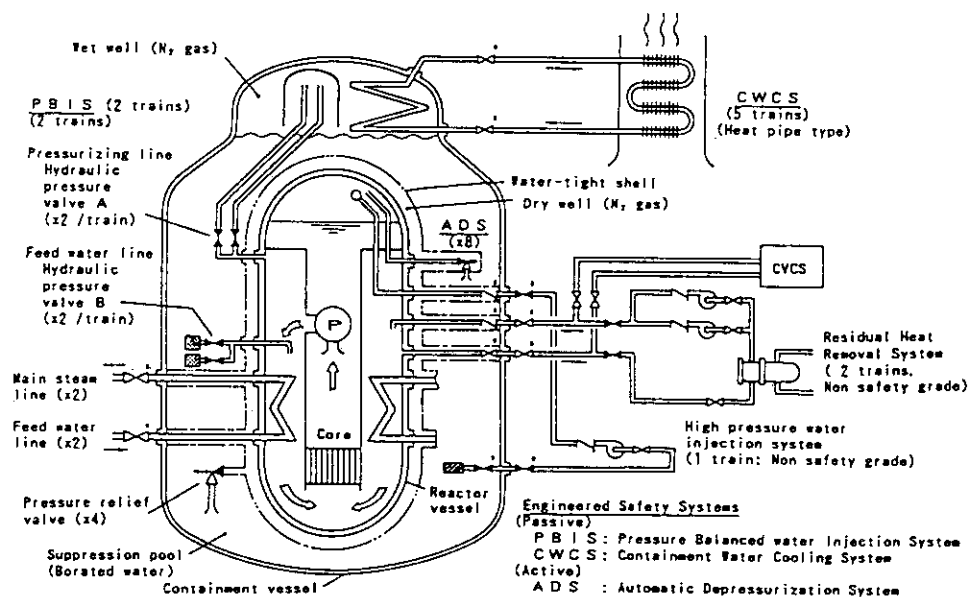 Wet well (N₂ gas)
PBIS (2 trains)
(2 trains)
Pressurizing line
Hydraulic
pressure
valve A
(x2 /train)
Feed water line
Hydraulic
pressure
valve B
(x2 /train)
Main steam
line (x2)
Feed water
line (x2)
Pressure relief
valve (x4)
Suppression pool
(Borated water)
Containment vessel
P
Core
Water-tight shell
Dry well (N₂ gas)
ADS
(x8)
Reactor
vessel
CWCS
(5 trains)
(Heat pipe type)
CVCS
Residual Heat
Removal System
( 2 trains,
Non safety grade)
High pressure water
injection system
(1 train: Non safety grade)
Engineered Safety Systems
(Passive)
PBIS : Pressure Balanced water Injection System
CWCS : Containment Water Cooling System
(Active)
ADS : Automatic Depressurization System